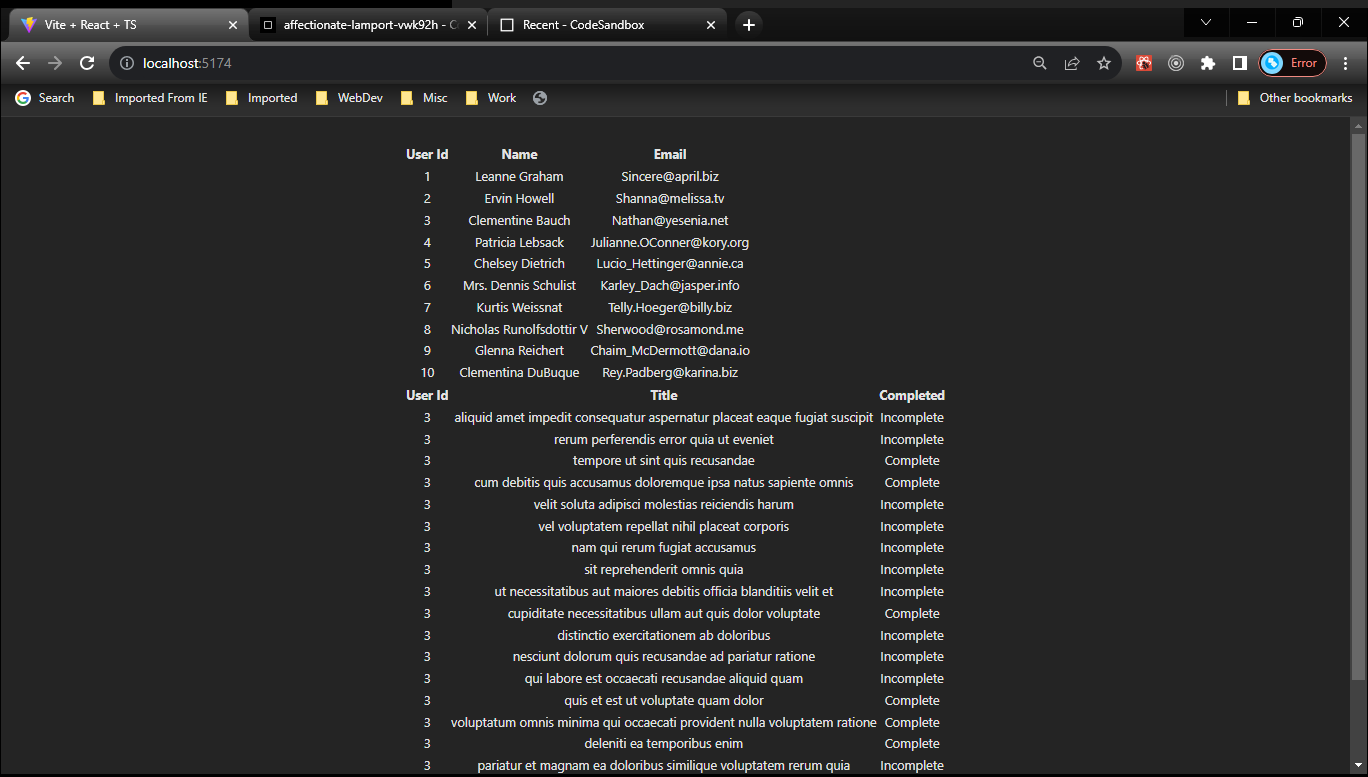 Vite + React + TS affectionate-lampport-vwk92h - Recent - CodeSandbox
localhost:5174 Error
Search Imported From IE Imported WebDev Misc Work Other bookmarks
User Id Name Email
1 Leanne Graham Sincere@april.biz
2 Ervin Howell Shanna@melissa.tv
3 Clementine Bauch Nathan@yesenia.net
4 Patricia Lebsack Julianne.OConner@kory.org
5 Chelsey Dietrich Lucio_Hettinger@annie.ca
6 Mrs. Dennis Schulist Karley_Dach@jasper.info
7 Kurtis Weissnat Telly.Hoeger@billy.biz
8 Nicholas Runolfsdottir V Sherwood@rosamond.me
9 Glenna Reichert Chaim_McDermott@dana.io
10 Clementina DuBuque Rey.Padberg@karina.biz
User Id Title Completed
3 aliquid amet impedit consequatur aspernatur placeat eaque fugiat suscipit Incomplete
3 rerum perferendis error quia ut eveniet Incomplete
3 tempore ut sint quis recusandae Complete
3 cum debitis quis accusamus doloremque ipsa natus sapiente omnis Complete
3 velit soluta adipisci molestias reiciendis harum Incomplete
3 vel voluptatem repellat nihil placeat corporis Incomplete
3 nam qui rerum fugiat accusamus Incomplete
3 sit reprehenderit omnis quia Incomplete
3 ut necessitatibus aut maiores debitis officia blanditiis velit et Incomplete
3 cupiditate necessitatibus ullam aut quis dolor voluptate Complete
3 distinctio exercitationem ab doloribus Incomplete
3 nesciunt dolorum quis recusandae ad pariatur ratione Incomplete
3 qui labore est occaecati recusandae aliquid quam Incomplete
3 quis et est ut voluptate quam dolor Complete
3 voluptatum omnis minima qui occaecati provident nulla voluptatem ratione Complete
3 deleniti ea temporibus enim Complete
3 pariatur et magnam ea doloribus similique voluptatem rerum quia Incomplete